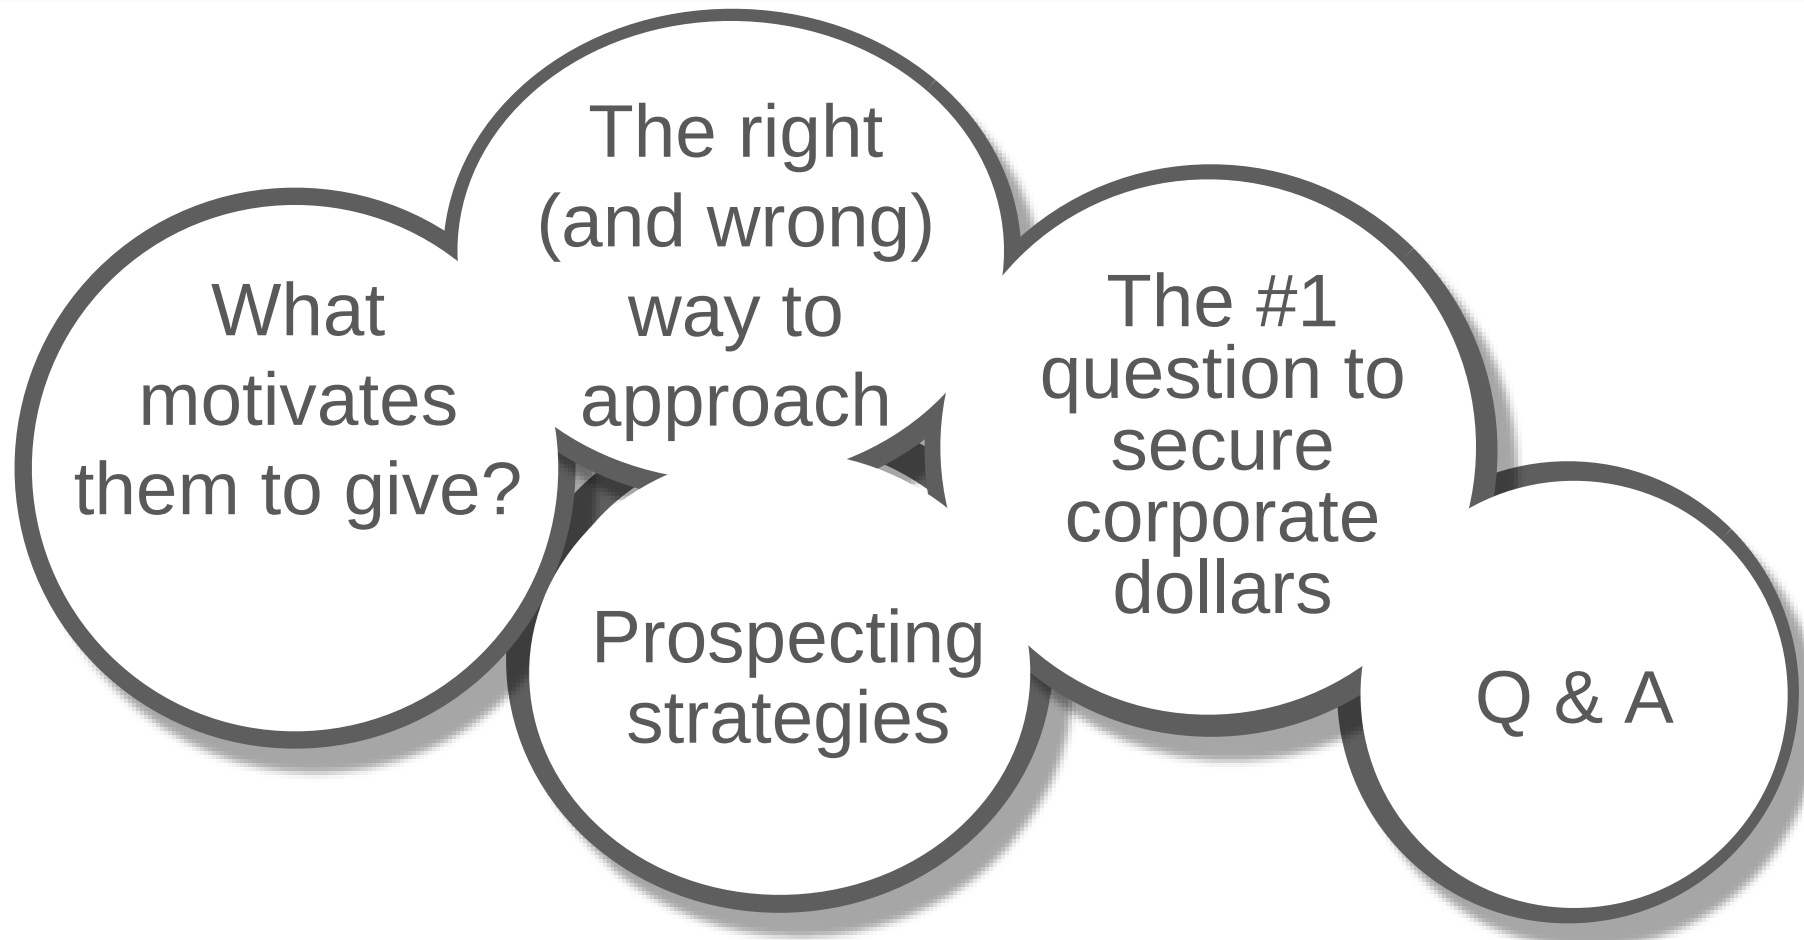 What
motivates
them to give?
The right
(and wrong)
way to
approach
Prospecting
strategies
The #1
question to
secure
corporate
dollars
Q & A